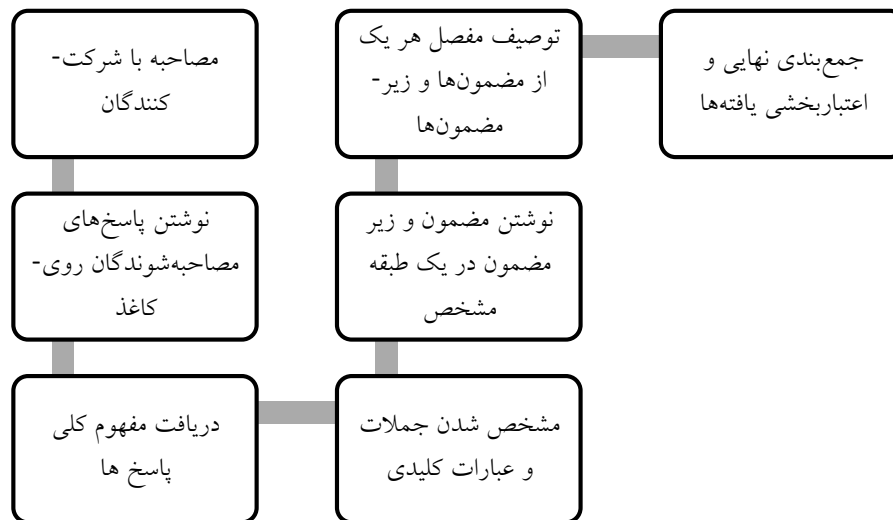 مصاحبه با شرکت-
کنندگان
نوشتن پاسخ‌های
مصاحبه‌شوندگان روی-
کاغذ
دریافت مفهوم کلی
پاسخ ها
مشخص شدن جملات
و عبارات کلیدی
نوشتن مضمون و زیر
مضمون در یک طبقه
مشخص
توصیف مفصل هر یک
از مضمون‌ها و زیر-
مضمون‌ها
جمع‌بندی نهایی و
اعتباربخشی یافته‌ها